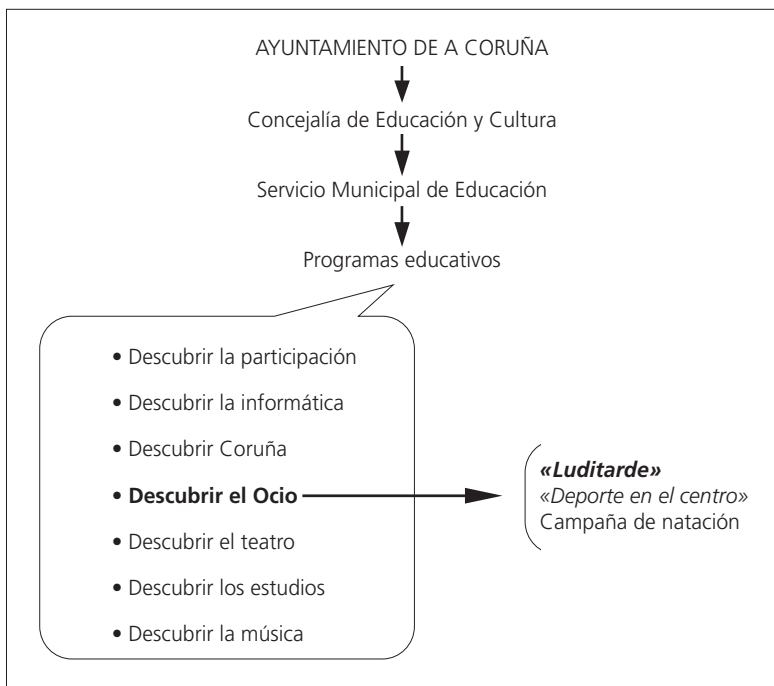 AYUNTAMIENTO DE A CORUÑA
Concejalía de Educación y Cultura
Servicio Municipal de Educación
Programas educativos
• Descubrir la participación
• Descubrir la informática
• Descubrir Coruña
• Descubrir el Ocio
• Descubrir el teatro
• Descubrir los estudios
• Descubrir la música
«Luditarde»
«Deporte en el centro»
Campaña de natación